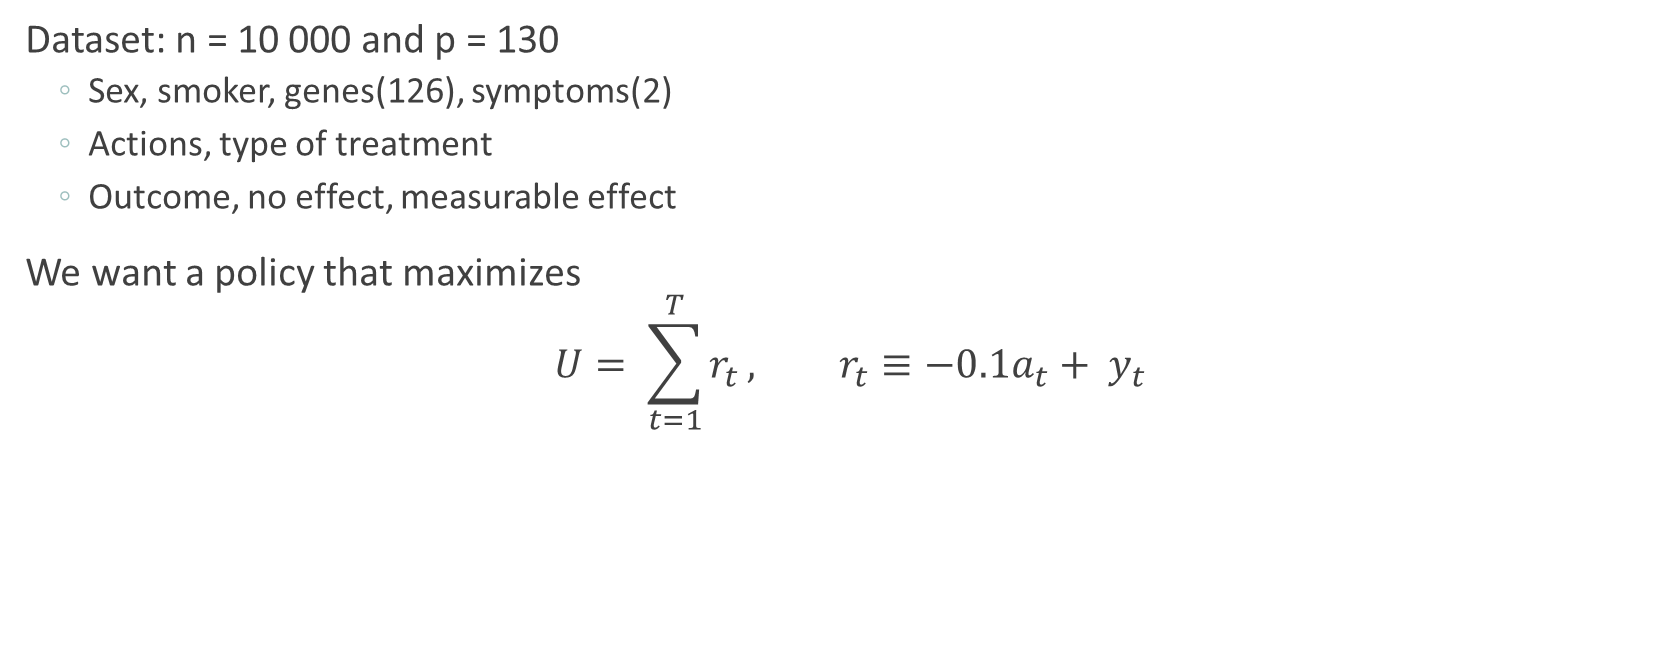 Dataset: n = 10 000 and p = 130
◦ Sex, smoker, genes(126), symptoms(2)
◦ Actions, type of treatment
◦ Outcome, no effect, measurable effect
We want a policy that maximizes
U = ∑_{t=1}^{T} r_t , r_t ≡ −0.1a_t + y_t